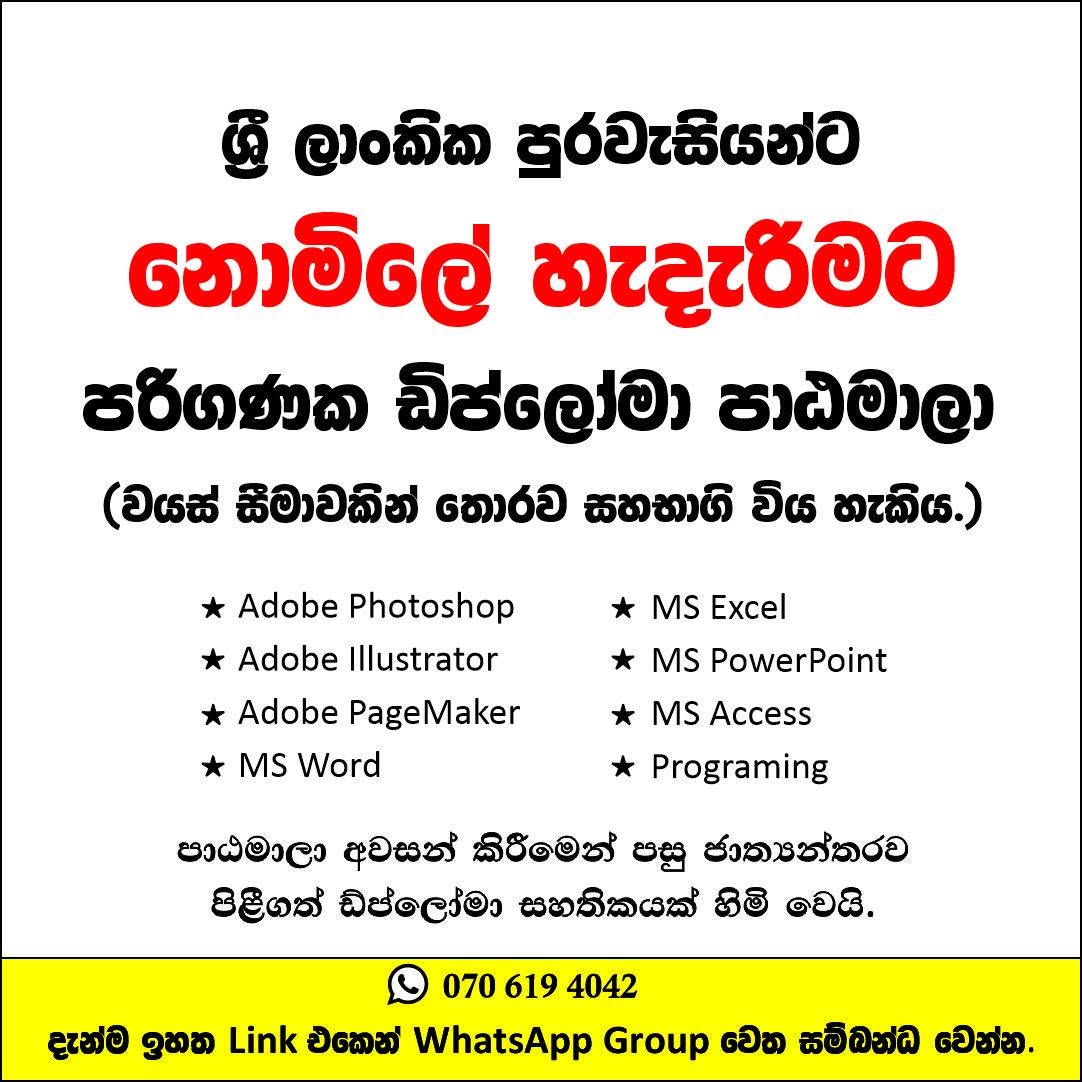 ශ්‍රී ලාංකික පුරවැසියන්ට
නොමිලේ හැදෑරිමට
පරිගණක ඩිප්ලෝමා පාඨමාලා
(වයස් සීමාවකින් තොරව සහභාගි විය හැකිය.)
★ Adobe Photoshop ★ MS Excel
★ Adobe Illustrator ★ MS PowerPoint
★ Adobe PageMaker ★ MS Access
★ MS Word ★ Programing
පාඨමාලා අවසන් කිරීමෙන් පසු ජාත්‍යන්තරව
පිළීගත් ඩ්ප්ලෝමා සහතිකයක් හිමි වෙයි.
070 619 4042
දැන්ම ඉහත Link එකෙන් WhatsApp Group වෙත සම්බන්ධ වෙන්න.